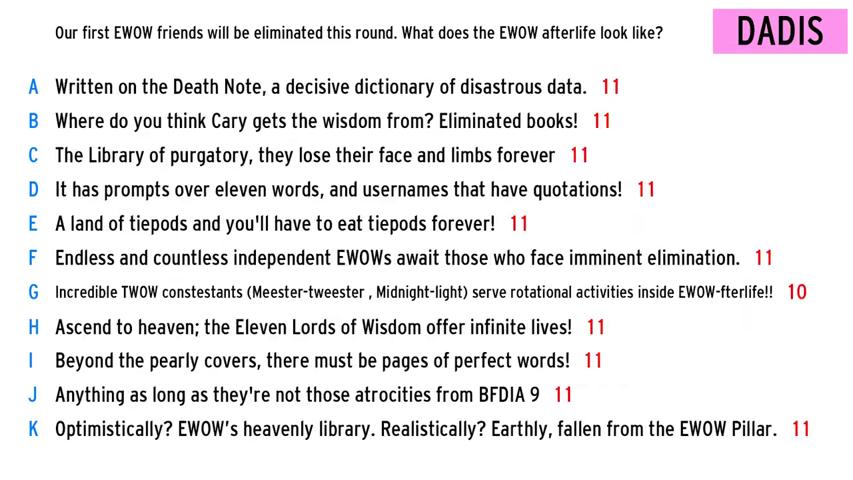 Our first EWOW friends will be eliminated this round. What does the EWOW afterlife look like?
DADIS
A Written on the Death Note, a decisive dictionary of disastrous data. 11
B Where do you think Cary gets the wisdom from? Eliminated books! 11
C The Library of purgatory, they lose their face and limbs forever 11
D It has prompts over eleven words, and usernames that have quotations! 11
E A land of tiepods and you'll have to eat tiepods forever! 11
F Endless and countless independent EWOWs await those who face imminent elimination. 11
G Incredible TWOW constestants (Meester-tweester , Midnight-light) serve rotational activities inside EWOW-fterlife!! 10
H Ascend to heaven; the Eleven Lords of Wisdom offer infinite lives! 11
I Beyond the pearly covers, there must be pages of perfect words! 11
J Anything as long as they're not those atrocities from BFDIA 9 11
K Optimistically? EWOW’s heavenly library. Realistically? Earthly, fallen from the EWOW Pillar. 11